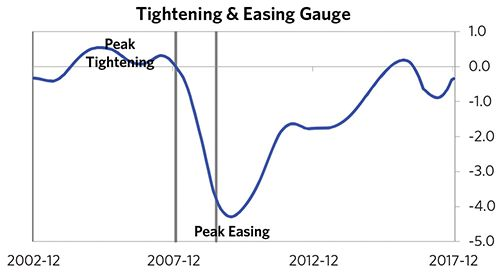 Tightening & Easing Gauge
Peak
Tightening
Peak Easing
1.0
0.0
-1.0
-2.0
-3.0
-4.0
-5.0
2002-12 2007-12 2012-12 2017-12